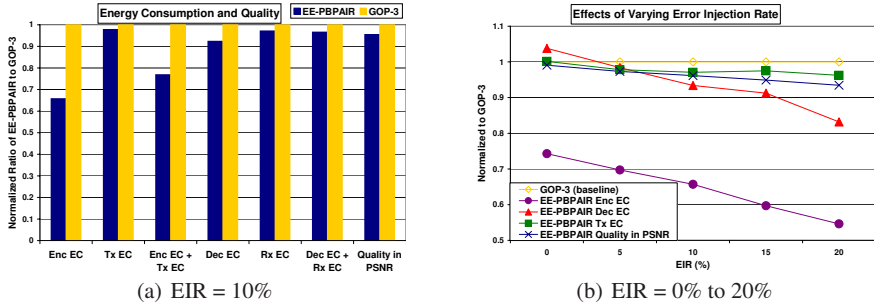 Energy Consumption and Quality
EE-PBPAIR GOP-3
Normalized Ratio of EE-PBPAIR to GOP-3
1
0.9
0.8
0.7
0.6
0.5
0.4
0.3
0.2
0.1
0
Enc EC Tx EC Enc EC + Tx EC Dec EC Rx EC Dec EC + Rx EC Quality in PSNR
(a) EIR = 10%
Effects of Varying Error Injection Rate
Normalized to GOP-3
1.1
1
0.9
0.8
0.7
0.6
0.5
GOP-3 (baseline)
EE-PBPAIR Enc EC
EE-PBPAIR Dec EC
EE-PBPAIR Tx EC
EE-PBPAIR Quality in PSNR
0 5 10 15 20
EIR (%)
(b) EIR = 0% to 20%